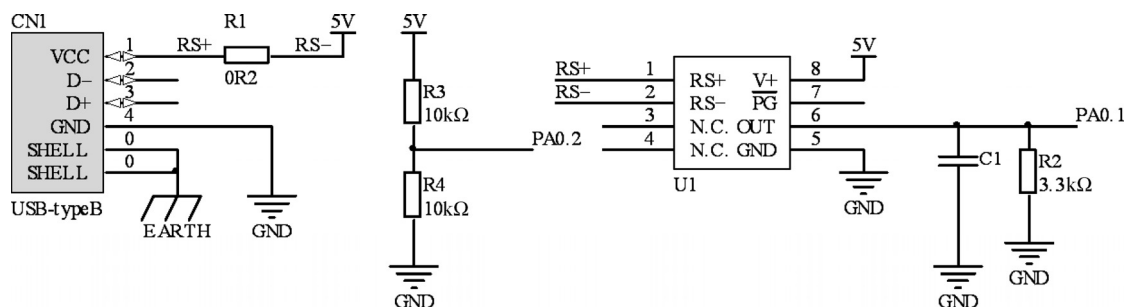 CN1
VCC 1
D− 2
D+ 3
GND 4
SHELL 0
SHELL 0
USB-typeB
EARTH
GND
RS+
R1
0R2
RS−
5V
5V
R3
10kΩ
PA0.2
R4
10kΩ
GND
RS+ 1
RS− 2
3
4
RS+ V+
RS− PG
N.C. OUT
N.C. GND
U1
8
7
6
5
5V
GND
PA0.1
C1
GND
R2
3.3kΩ
GND